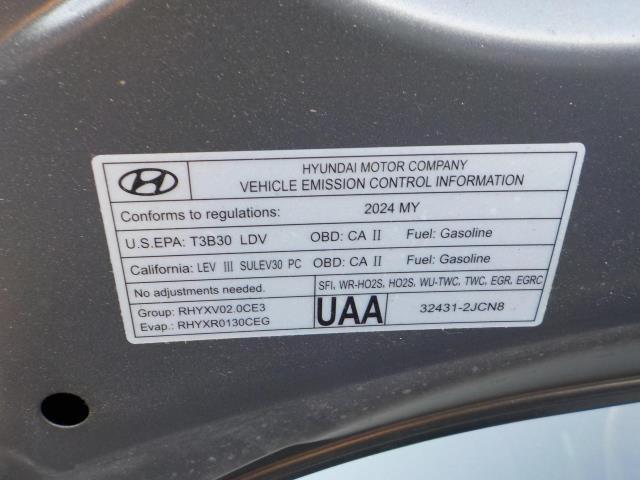 HYUNDAI MOTOR COMPANY
VEHICLE EMISSION CONTROL INFORMATION
Conforms to regulations: 2024 MY
U.S.EPA: T3B30 LDV OBD: CA II Fuel: Gasoline
California: LEV III SULEV30 PC OBD: CA II Fuel: Gasoline
No adjustments needed. SFI, WR-HO2S, HO2S, WU-TWC, TWC, EGR, EGRC
Group: RHYXV02.0CE3
Evap.: RHYXR0130CEG
UAA 32431-2JCN8